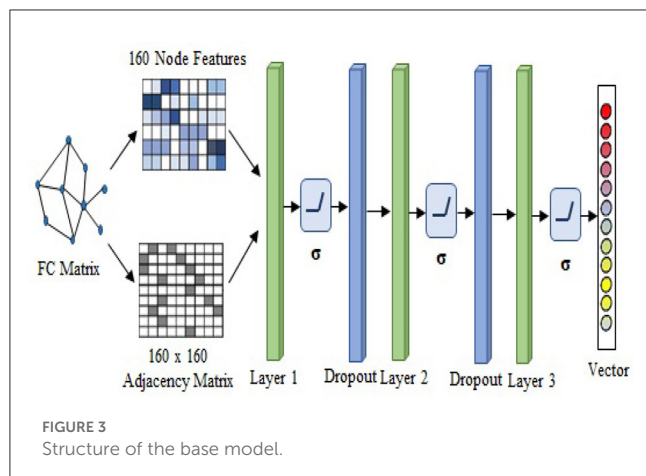 160 Node Features
FC Matrix
160 x 160
Adjacency Matrix
Layer 1
σ
Dropout
Layer 2
σ
Dropout
Layer 3
σ
Vector
FIGURE 3
Structure of the base model.